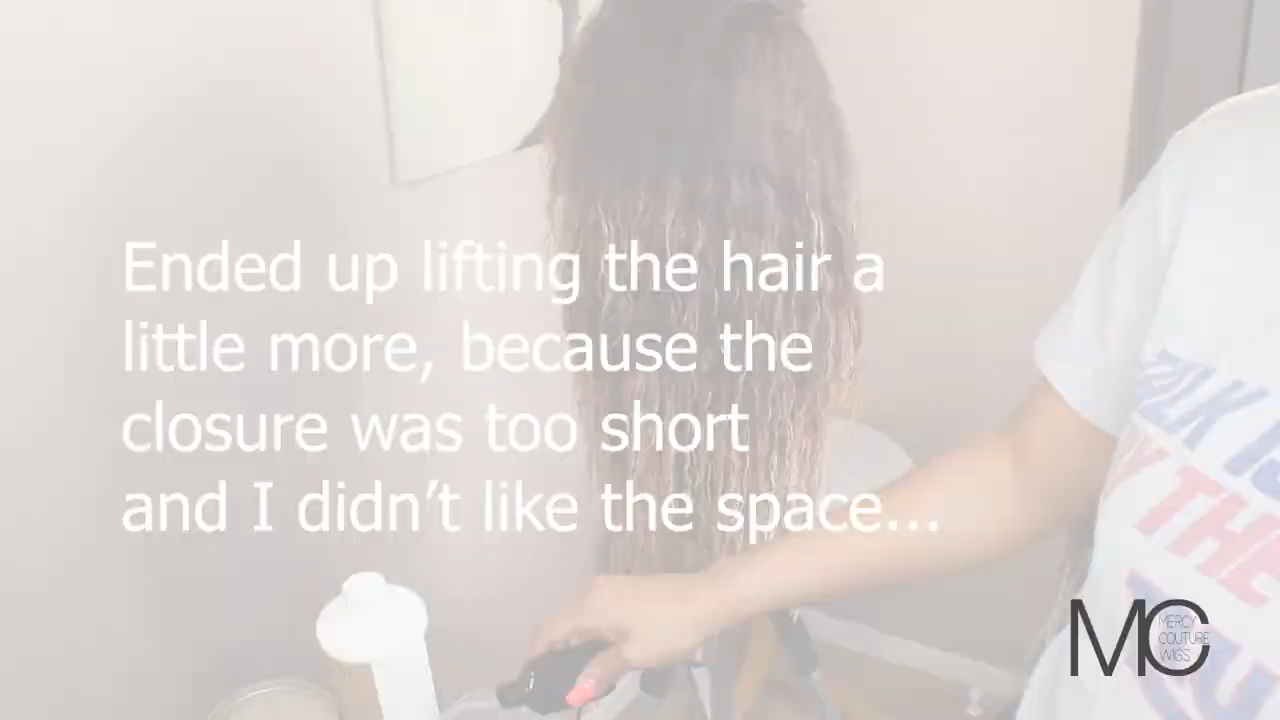 Ended up lifting the hair a
little more, because the
closure was too short
and I didn’t like the space...
MC
MERCY
COUTURE
WIGS
THE